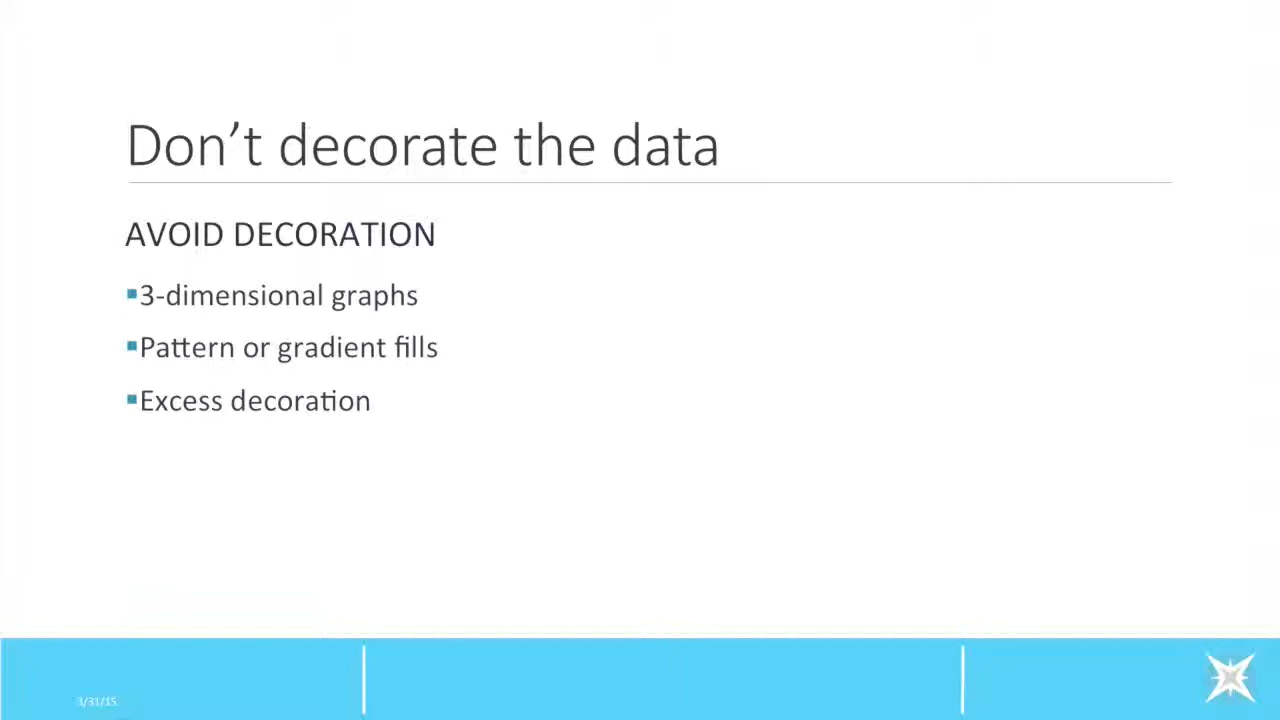 Don’t decorate the data
AVOID DECORATION
▪3-dimensional graphs
▪Pattern or gradient fills
▪Excess decoration
3/31/15